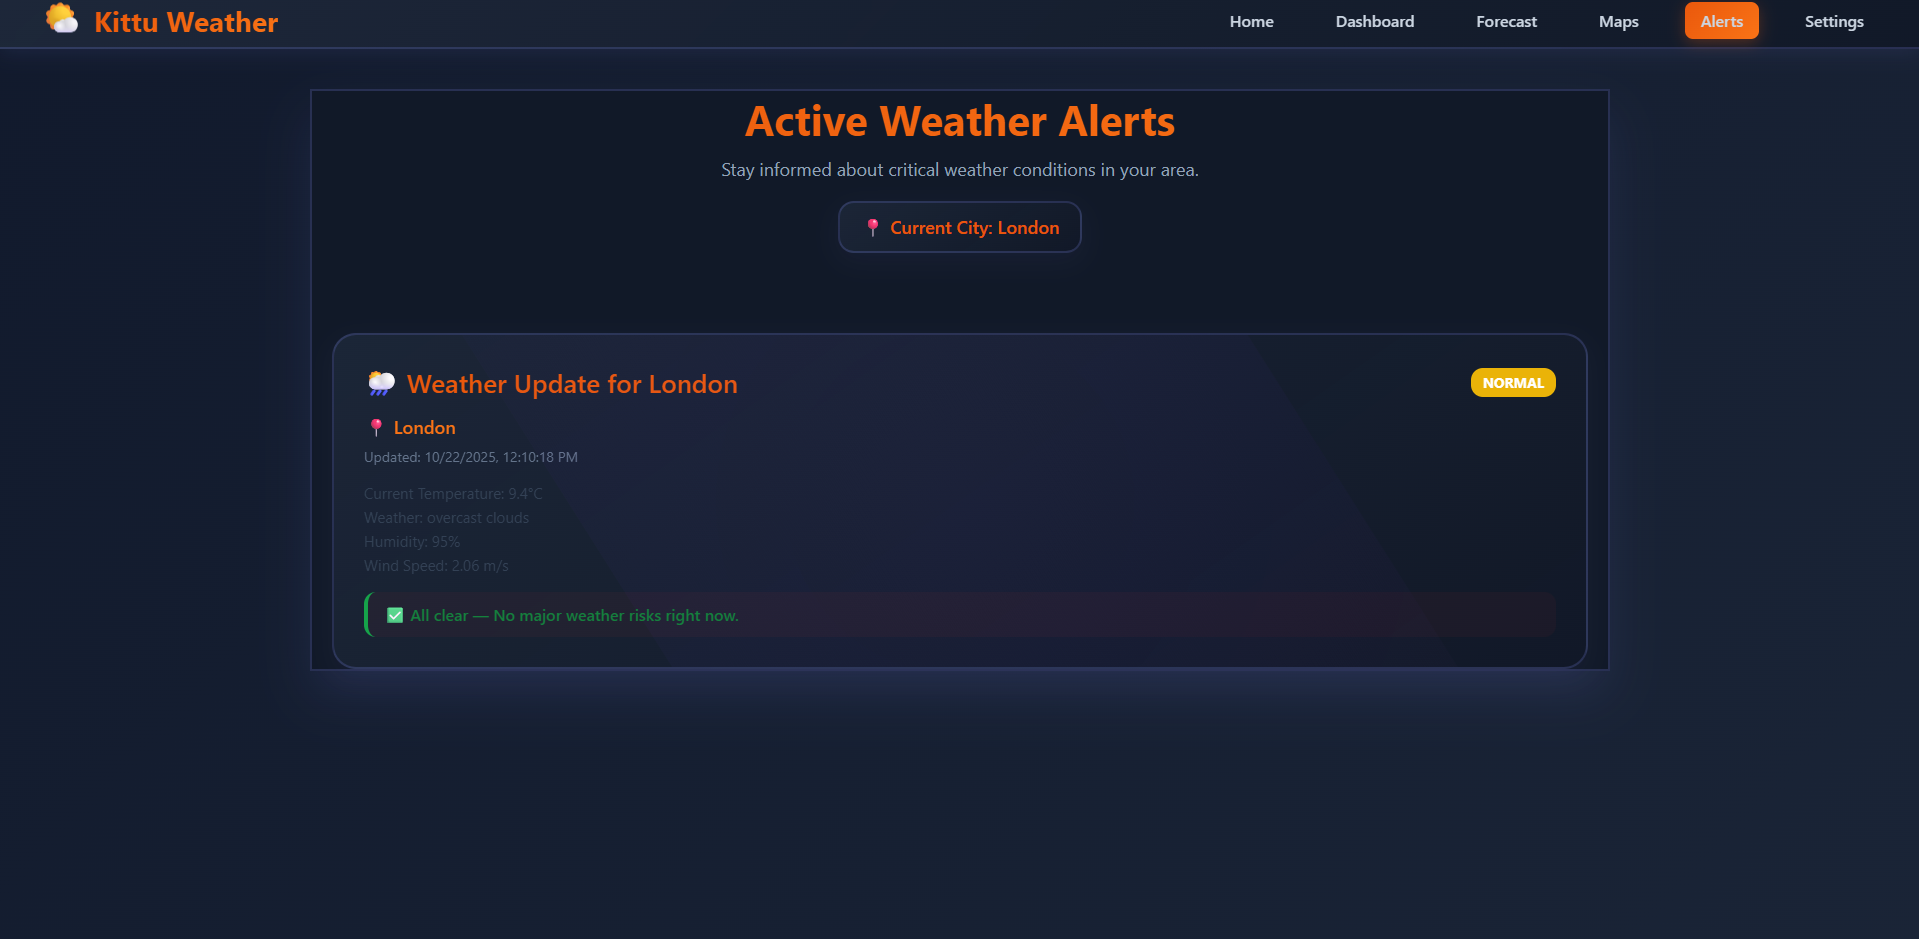 Kittu Weather
Home Dashboard Forecast Maps Alerts Settings
Active Weather Alerts
Stay informed about critical weather conditions in your area.
📍 Current City: London
🌦️ Weather Update for London
NORMAL
📍 London
Updated: 10/22/2025, 12:10:18 PM
Current Temperature: 9.4°C
Weather: overcast clouds
Humidity: 95%
Wind Speed: 2.06 m/s
✅ All clear — No major weather risks right now.